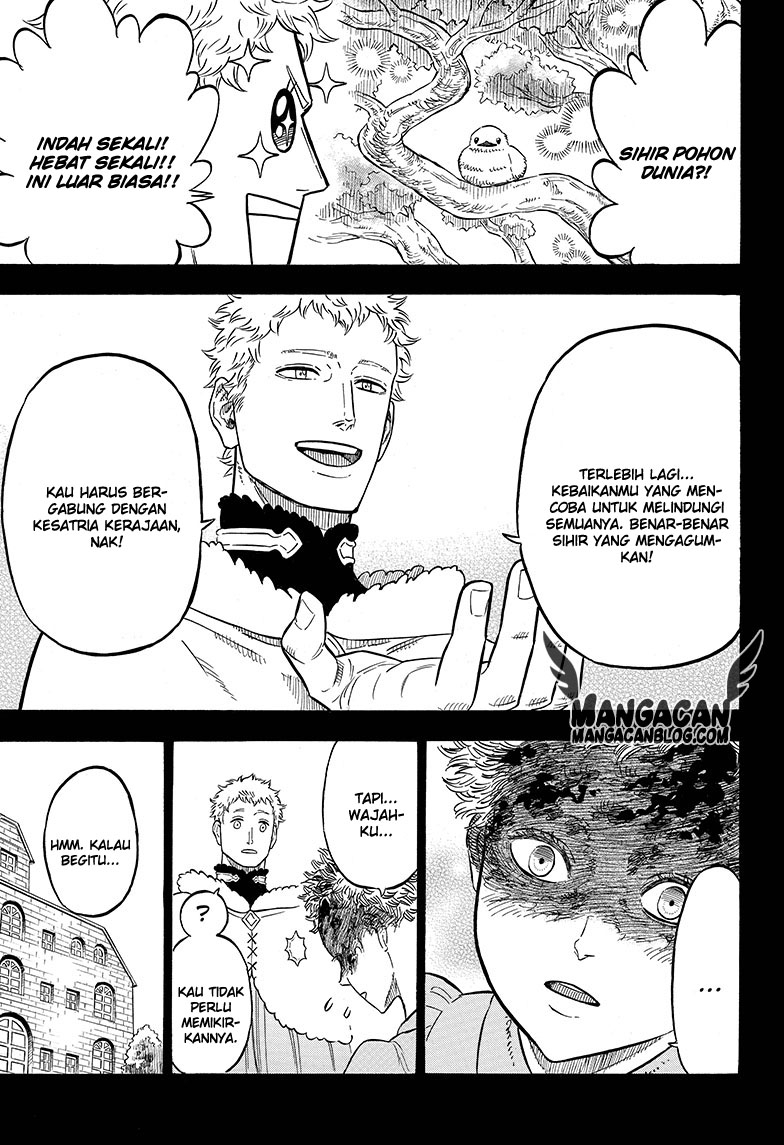 SIHIR POHON
DUNIA?!
INDAH SEKALI!
HEBAT SEKALI!!
INI LUAR BIASA!!
TERLEBIH LAGI...
KEBAIKANMU YANG MEN-
COBA UNTUK MELINDUNGI
SEMUANYA. BENAR-BENAR
SIHIR YANG MENGAGUM-
KAN!
KAU HARUS BER-
GABUNG DENGAN
KESATRIA KERAJAAN,
NAK!
MANGACAN
MANGACANBLOG.COM
...
TAPI...
WAJAH-
KU...
?
KAU TIDAK
PERLU
MEMIKIR-
KANNYA.
HMM. KALAU
BEGITU...